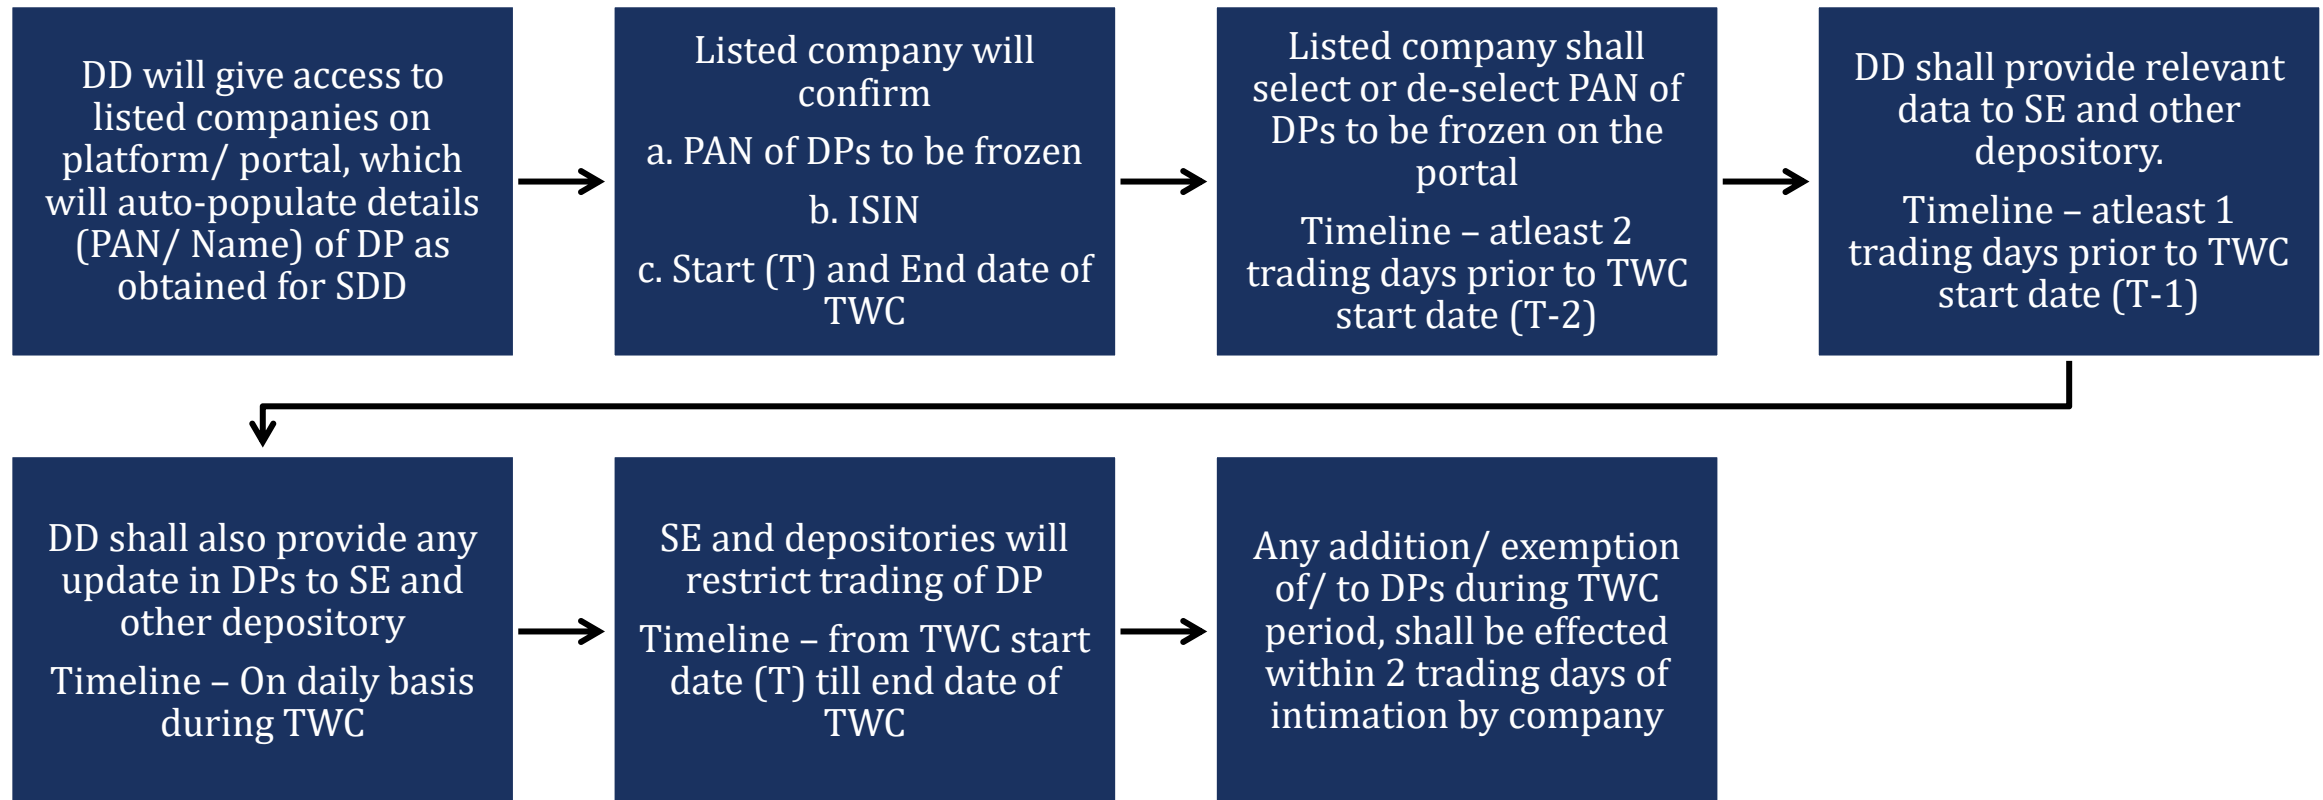 DD will give access to
listed companies on
platform/ portal, which
will auto-populate details
(PAN/ Name) of DP as
obtained for SDD
Listed company will
confirm
a. PAN of DPs to be frozen
b. ISIN
c. Start (T) and End date of
TWC
Listed company shall
select or de-select PAN of
DPs to be frozen on the
portal
Timeline – atleast 2
trading days prior to TWC
start date (T-2)
DD shall provide relevant
data to SE and other
depository.
Timeline – atleast 1
trading days prior to TWC
start date (T-1)
DD shall also provide any
update in DPs to SE and
other depository
Timeline – On daily basis
during TWC
SE and depositories will
restrict trading of DP
Timeline – from TWC start
date (T) till end date of
TWC
Any addition/ exemption
of/ to DPs during TWC
period, shall be effected
within 2 trading days of
intimation by company